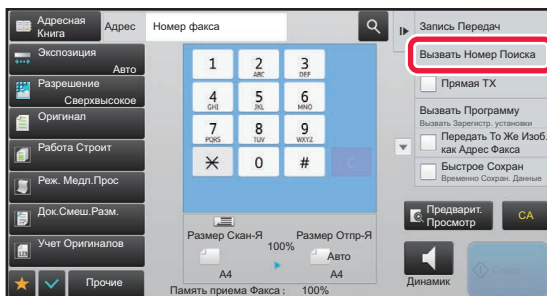 Адресная
Книга
Адрес
Номер факса
Экспозиция
Авто
Разрешение
Сверхвысокое
Оригинал
Работа Строит
Реж. Медл.Прос
Док.Смеш.Разм.
Учет Оригиналов
Прочие
1
2
ABC
3
DEF
4
GHI
5
JKL
6
MNO
7
PQRS
8
TUV
9
WXYZ
0
#
C
Размер Скан-Я
Размер Отпр-Я
100%
Авто
A4
A4
Память приема Факса :
100%
Запись Передач
Вызвать Номер Поиска
Прямая TX
Вызвать Программу
Вызвать Зарегистр. установки
Передать То Же Изоб.
как Адрес Факса
Быстрое Сохран
Временно Сохран. Данные
Предварит.
Просмотр
CA
Динамик